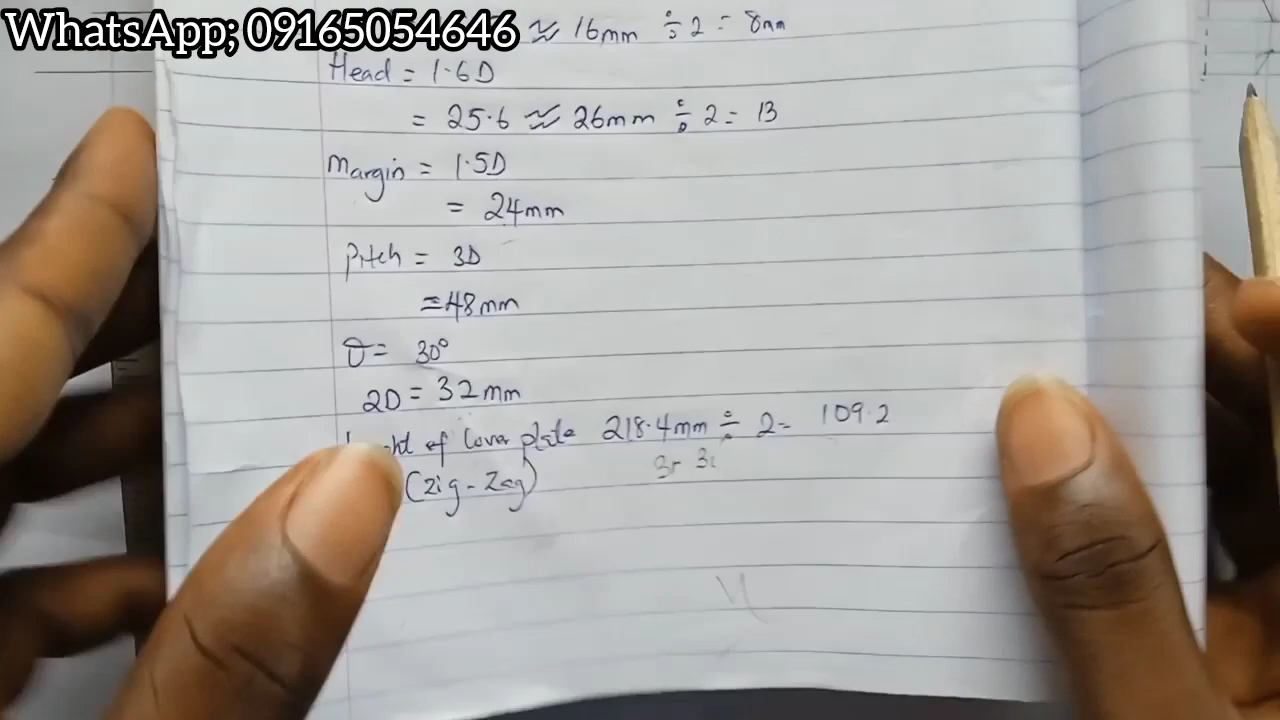 WhatsApp; 09165054646
≈ 16mm ÷ 2 = 8mm
Head = 1.6D
= 25.6 ≈ 26mm ÷ 2 = 13
Margin = 1.5D
= 24mm
Pitch = 3D
= 48mm
θ = 30°
2D = 32mm
of Cover plate 218.4mm ÷ 2 = 109.2
(Zig-Zag)